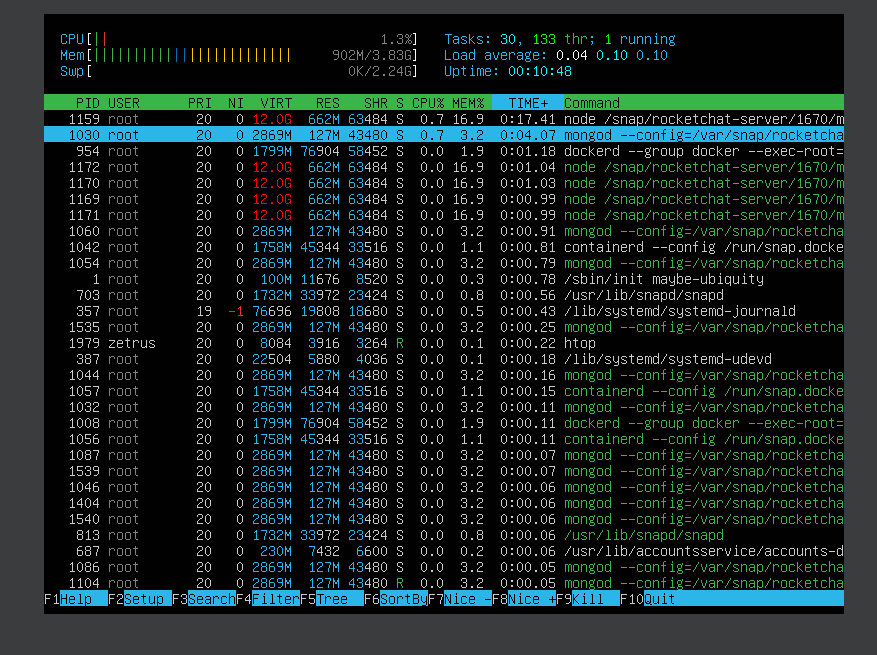 CPU[|| 1.3%] Tasks: 30, 133 thr; 1 running
Mem[||||||||||||||||||||||||| 902M/3.83G] Load average: 0.04 0.10 0.10
Swp[ 0K/2.24G] Uptime: 00:10:48
PID USER PRI NI VIRT RES SHR S CPU% MEM% TIME+ Command
1159 root 20 0 12.0G 662M 63484 S 0.7 16.9 0:17.41 node /snap/rocketchat-server/1670/m
1030 root 20 0 2869M 127M 43480 S 0.7 3.2 0:04.07 mongod --config=/var/snap/rocketcha
954 root 20 0 1799M 76904 58452 S 0.0 1.9 0:01.18 dockerd --group docker --exec-root=
1172 root 20 0 12.0G 662M 63484 S 0.0 16.9 0:01.04 node /snap/rocketchat-server/1670/m
1170 root 20 0 12.0G 662M 63484 S 0.0 16.9 0:01.03 node /snap/rocketchat-server/1670/m
1169 root 20 0 12.0G 662M 63484 S 0.0 16.9 0:00.99 node /snap/rocketchat-server/1670/m
1171 root 20 0 12.0G 662M 63484 S 0.0 16.9 0:00.99 node /snap/rocketchat-server/1670/m
1060 root 20 0 2869M 127M 43480 S 0.0 3.2 0:00.91 mongod --config=/var/snap/rocketcha
1042 root 20 0 1758M 45344 33516 S 0.0 1.1 0:00.81 containerd --config /run/snap.docke
1054 root 20 0 2869M 127M 43480 S 0.0 3.2 0:00.79 mongod --config=/var/snap/rocketcha
1 root 20 0 100M 11676 8520 S 0.0 0.3 0:00.78 /sbin/init maybe-ubiquity
703 root 20 0 1732M 33972 23424 S 0.0 0.8 0:00.56 /usr/lib/snapd/snapd
357 root 19 -1 76696 19808 18680 S 0.0 0.5 0:00.43 /lib/systemd/systemd-journald
1535 root 20 0 2869M 127M 43480 S 0.0 3.2 0:00.25 mongod --config=/var/snap/rocketcha
1979 zetrus 20 0 8084 3916 3264 R 0.0 0.1 0:00.22 htop
387 root 20 0 22504 5880 4036 S 0.0 0.1 0:00.18 /lib/systemd/systemd-udevd
1044 root 20 0 2869M 127M 43480 S 0.0 3.2 0:00.16 mongod --config=/var/snap/rocketcha
1057 root 20 0 1758M 45344 33516 S 0.0 1.1 0:00.15 containerd --config /run/snap.docke
1032 root 20 0 2869M 127M 43480 S 0.0 3.2 0:00.11 mongod --config=/var/snap/rocketcha
1008 root 20 0 1799M 76904 58452 S 0.0 1.9 0:00.11 dockerd --group docker --exec-root=
1056 root 20 0 1758M 45344 33516 S 0.0 1.1 0:00.11 containerd --config /run/snap.docke
1087 root 20 0 2869M 127M 43480 S 0.0 3.2 0:00.07 mongod --config=/var/snap/rocketcha
1539 root 20 0 2869M 127M 43480 S 0.0 3.2 0:00.07 mongod --config=/var/snap/rocketcha
1046 root 20 0 2869M 127M 43480 S 0.0 3.2 0:00.06 mongod --config=/var/snap/rocketcha
1404 root 20 0 2869M 127M 43480 S 0.0 3.2 0:00.06 mongod --config=/var/snap/rocketcha
1540 root 20 0 2869M 127M 43480 S 0.0 3.2 0:00.06 mongod --config=/var/snap/rocketcha
813 root 20 0 1732M 33972 23424 S 0.0 0.8 0:00.06 /usr/lib/snapd/snapd
687 root 20 0 230M 7432 6600 S 0.0 0.2 0:00.06 /usr/lib/accountsservice/accounts-d
1086 root 20 0 2869M 127M 43480 S 0.0 3.2 0:00.05 mongod --config=/var/snap/rocketcha
1104 root 20 0 2869M 127M 43480 R 0.0 3.2 0:00.05 mongod --config=/var/snap/rocketcha
F1Help F2Setup F3SearchF4FilterF5Tree F6SortByF7Nice -F8Nice +F9Kill F10Quit